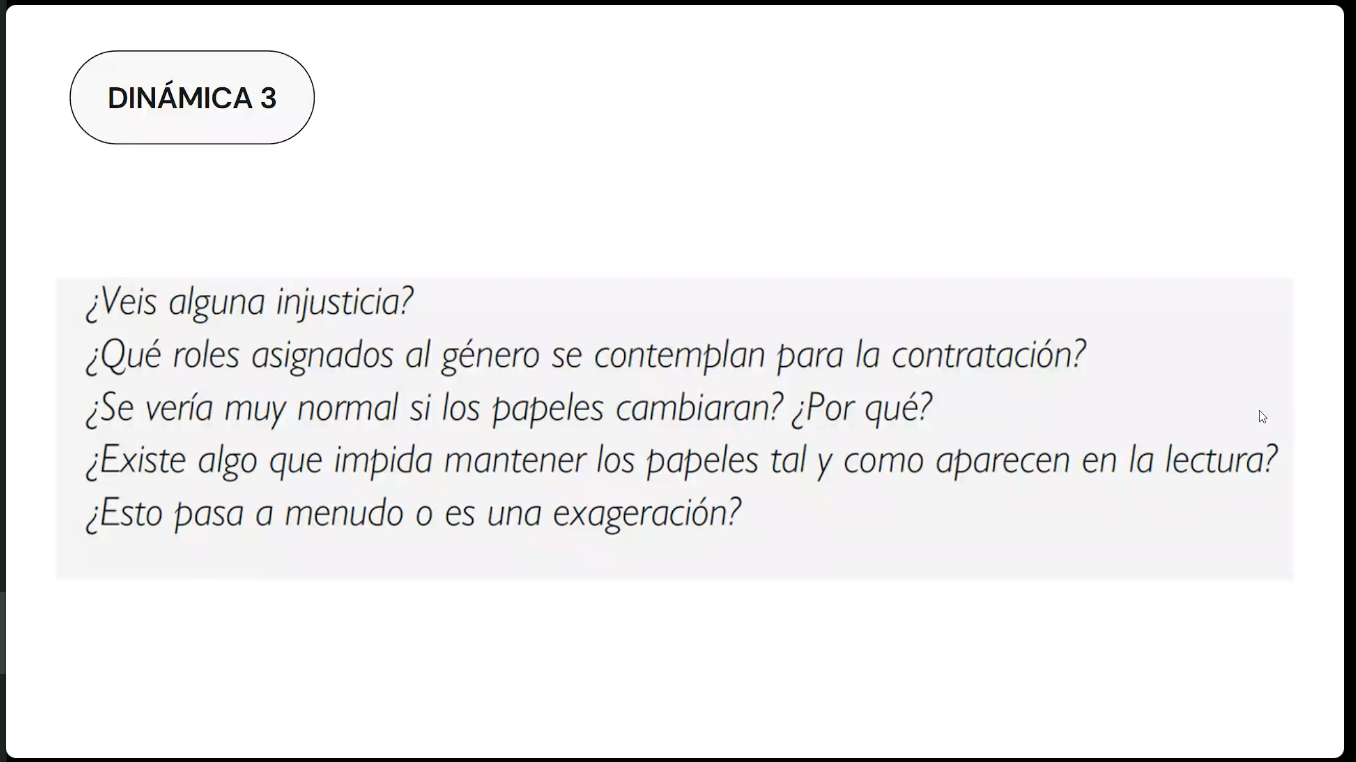 DINÁMICA 3
¿Veis alguna injusticia?
¿Qué roles asignados al género se contemplan para la contratación?
¿Se vería muy normal si los papeles cambiaran? ¿Por qué?
¿Existe algo que impida mantener los papeles tal y como aparecen en la lectura?
¿Esto pasa a menudo o es una exageración?